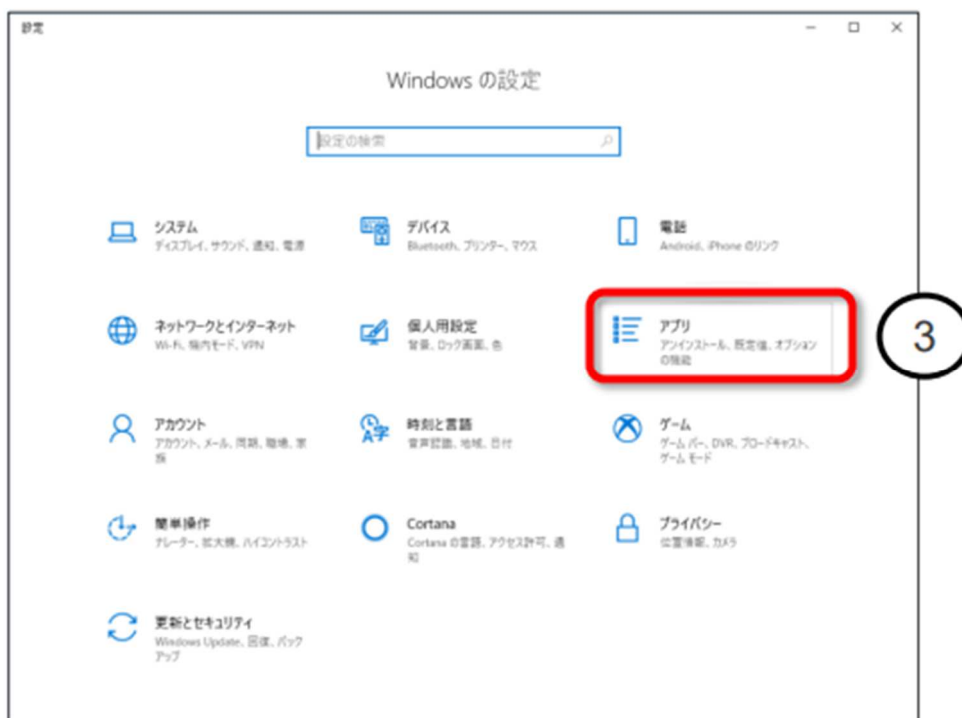 設定
Windows の設定
設定の検索
システム
ディスプレイ、サウンド、通知、電源
デバイス
Bluetooth、プリンター、マウス
電話
Android、iPhone のリンク
ネットワークとインターネット
Wi-Fi、機内モード、VPN
個人用設定
背景、ロック画面、色
アプリ
アンインストール、既定値、オプション
の機能
3
アカウント
アカウント、メール、同期、職場、家
族
時刻と言語
音声認識、地域、日付
ゲーム
ゲーム バー、DVR、ブロードキャスト、
ゲーム モード
簡単操作
ナレーター、拡大鏡、ハイコントラスト
Cortana
Cortana の言語、アクセス許可、通
知
プライバシー
位置情報、カメラ
更新とセキュリティ
Windows Update、回復、バック
アップ